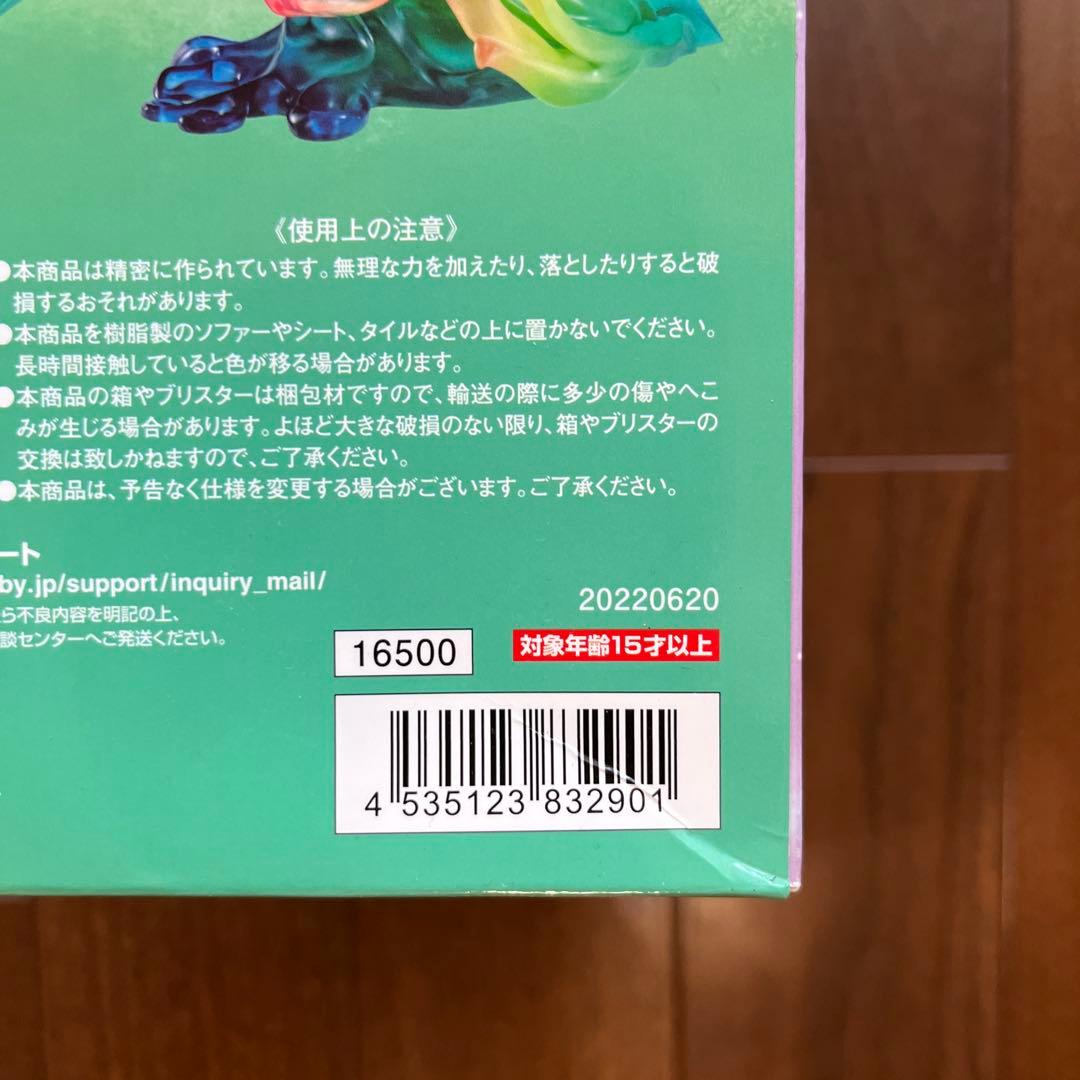 《使用上の注意》
●本商品は精密に作られています。無理な力を加えたり、落としたりすると破
損するおそれがあります。
●本商品を樹脂製のソファーやシート、タイルなどの上に置かないでください。
長時間接触していると色が移る場合があります。
●本商品の箱やブリスターは梱包材ですので、輸送の際に多少の傷やへこ
みが生じる場合があります。よほど大きな破損のない限り、箱やブリスターの
交換は致しかねますので、ご了承ください。
●本商品は、予告なく仕様を変更する場合がございます。ご了承ください。
ート
by.jp/support/inquiry_mail/
ら不良内容を明記の上、
談センターへご発送ください。
20220620
16500
対象年齢15才以上
4 535123 832901